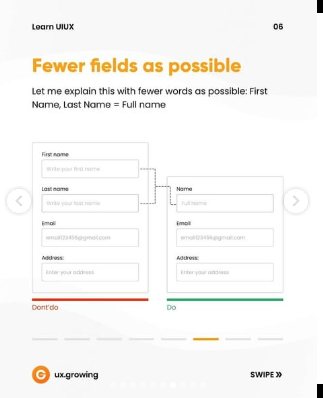 Learn UIUX
06
Fewer fields as possible
Let me explain this with fewer words as possible: First
Name, Last Name = Full name
First name
Write your first name
Last name
Write your last name
Email
email123456@gmail.com
Address:
Enter your address
Name
Full name
Email
email123456@gmail.com
Address:
Enter your address
Dont'do
Do
ux.growing
SWIPE